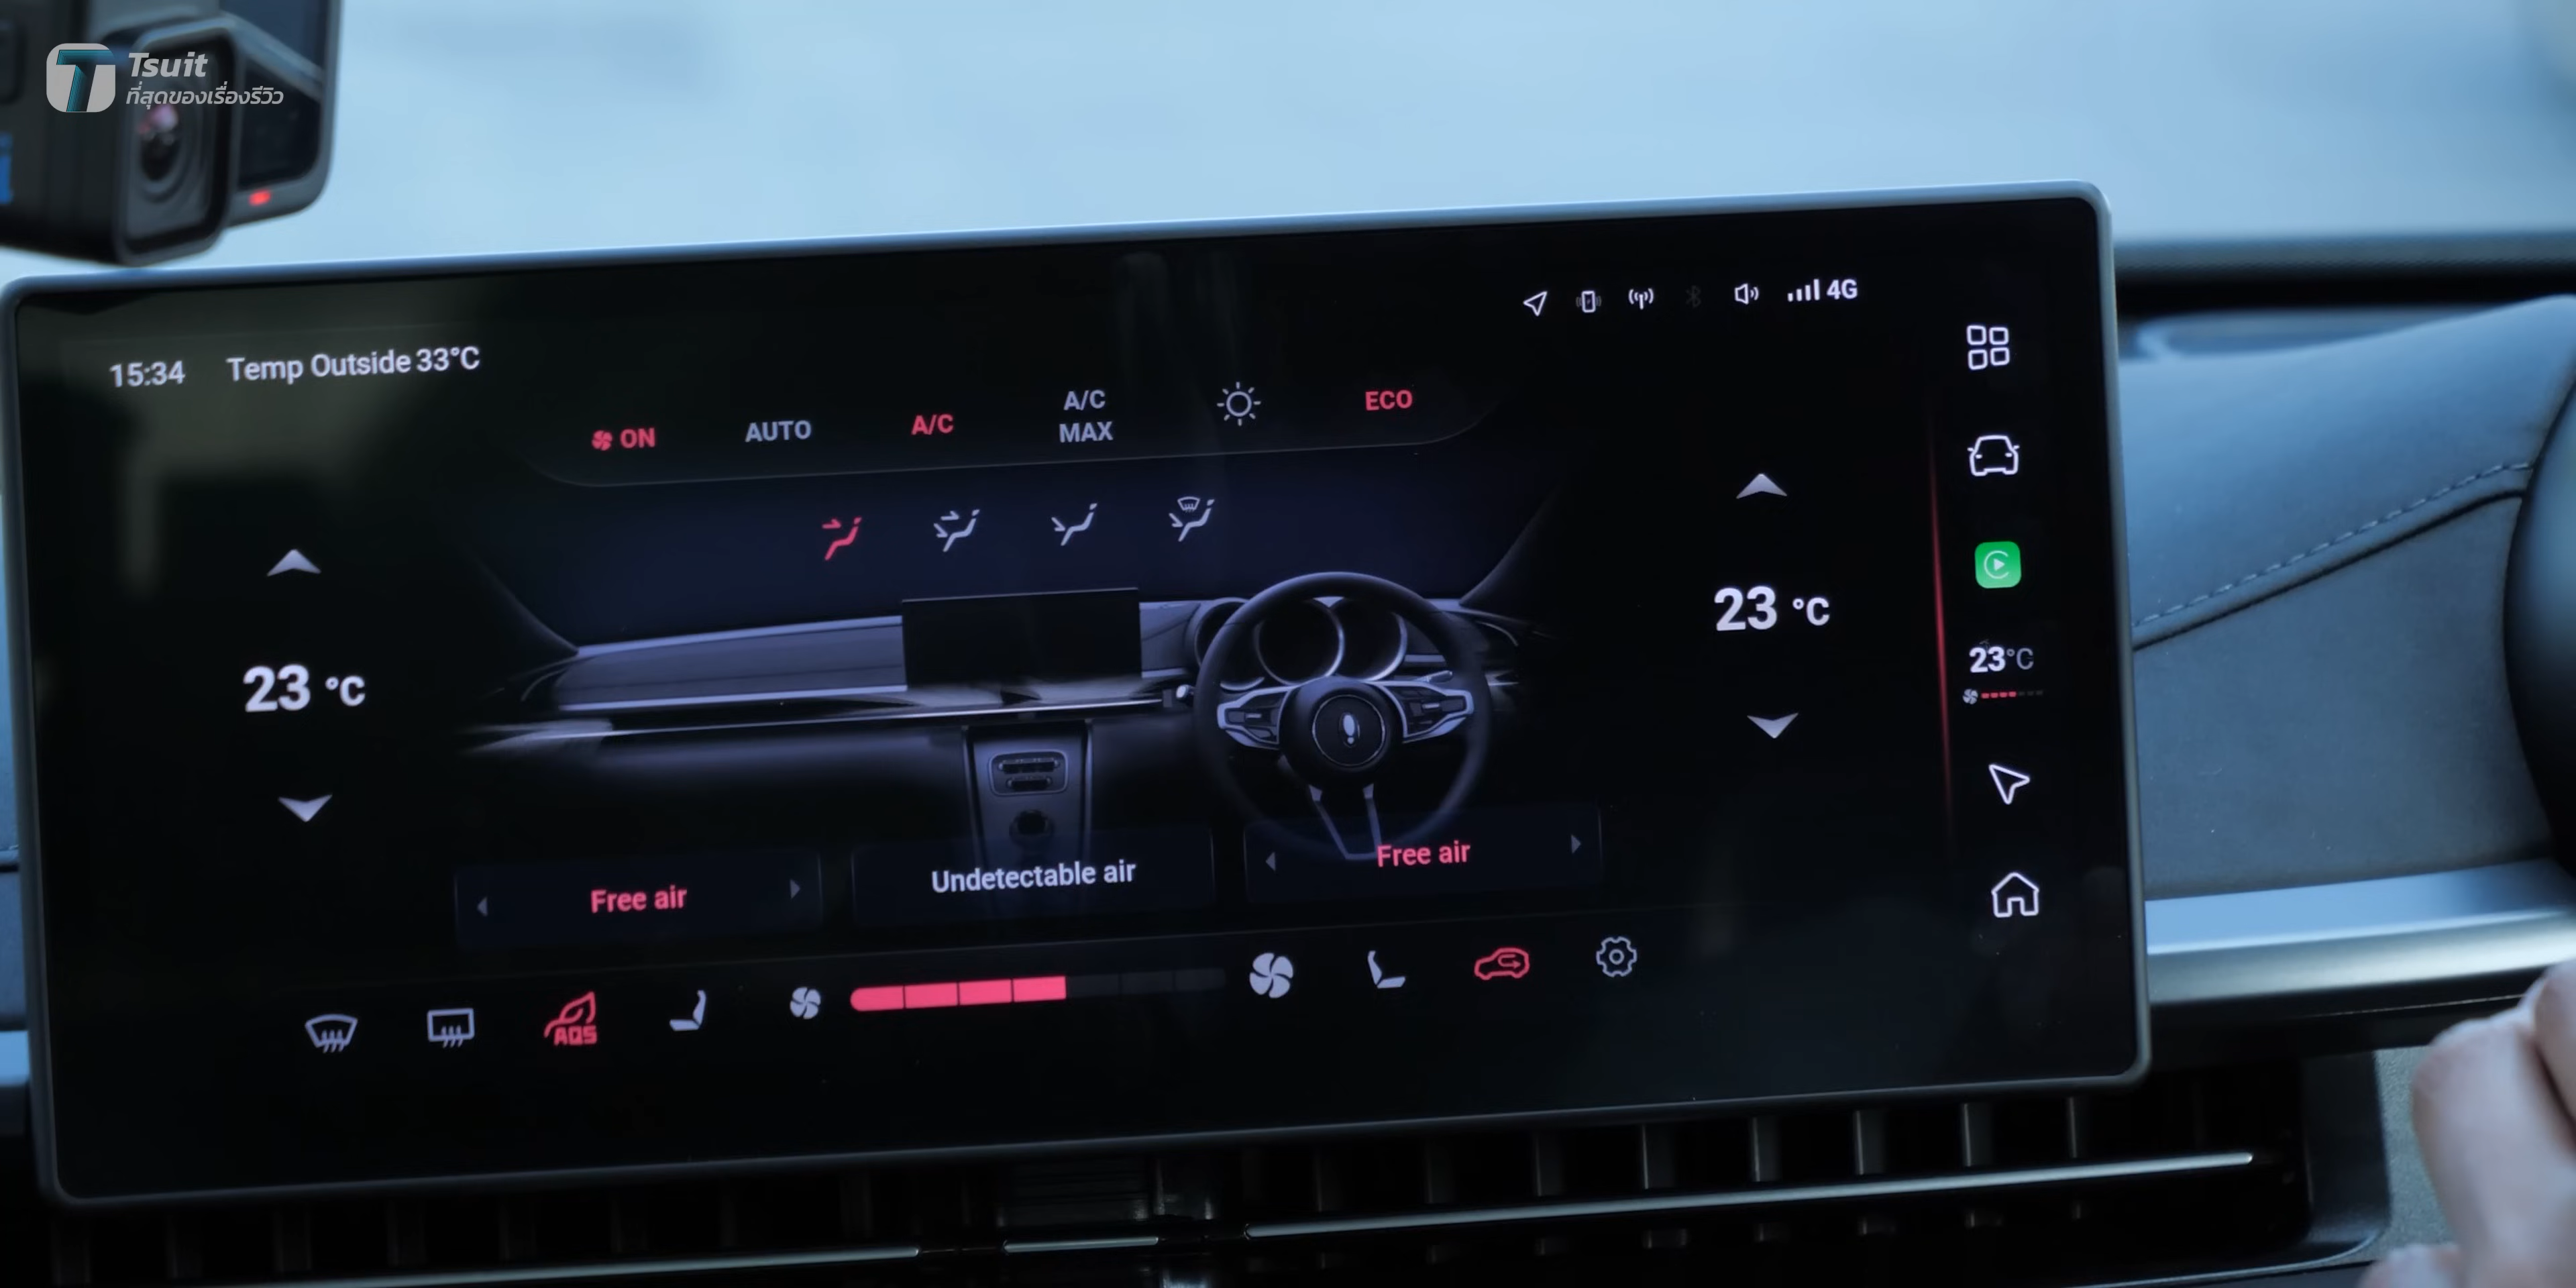 Tsuit
ที่สุดของเรื่องรีวิว
4G
15:34 Temp Outside 33°C
ON AUTO A/C A/C MAX ECO
23 °C
23 °C
23°C
Free air Undetectable air Free air
AQS